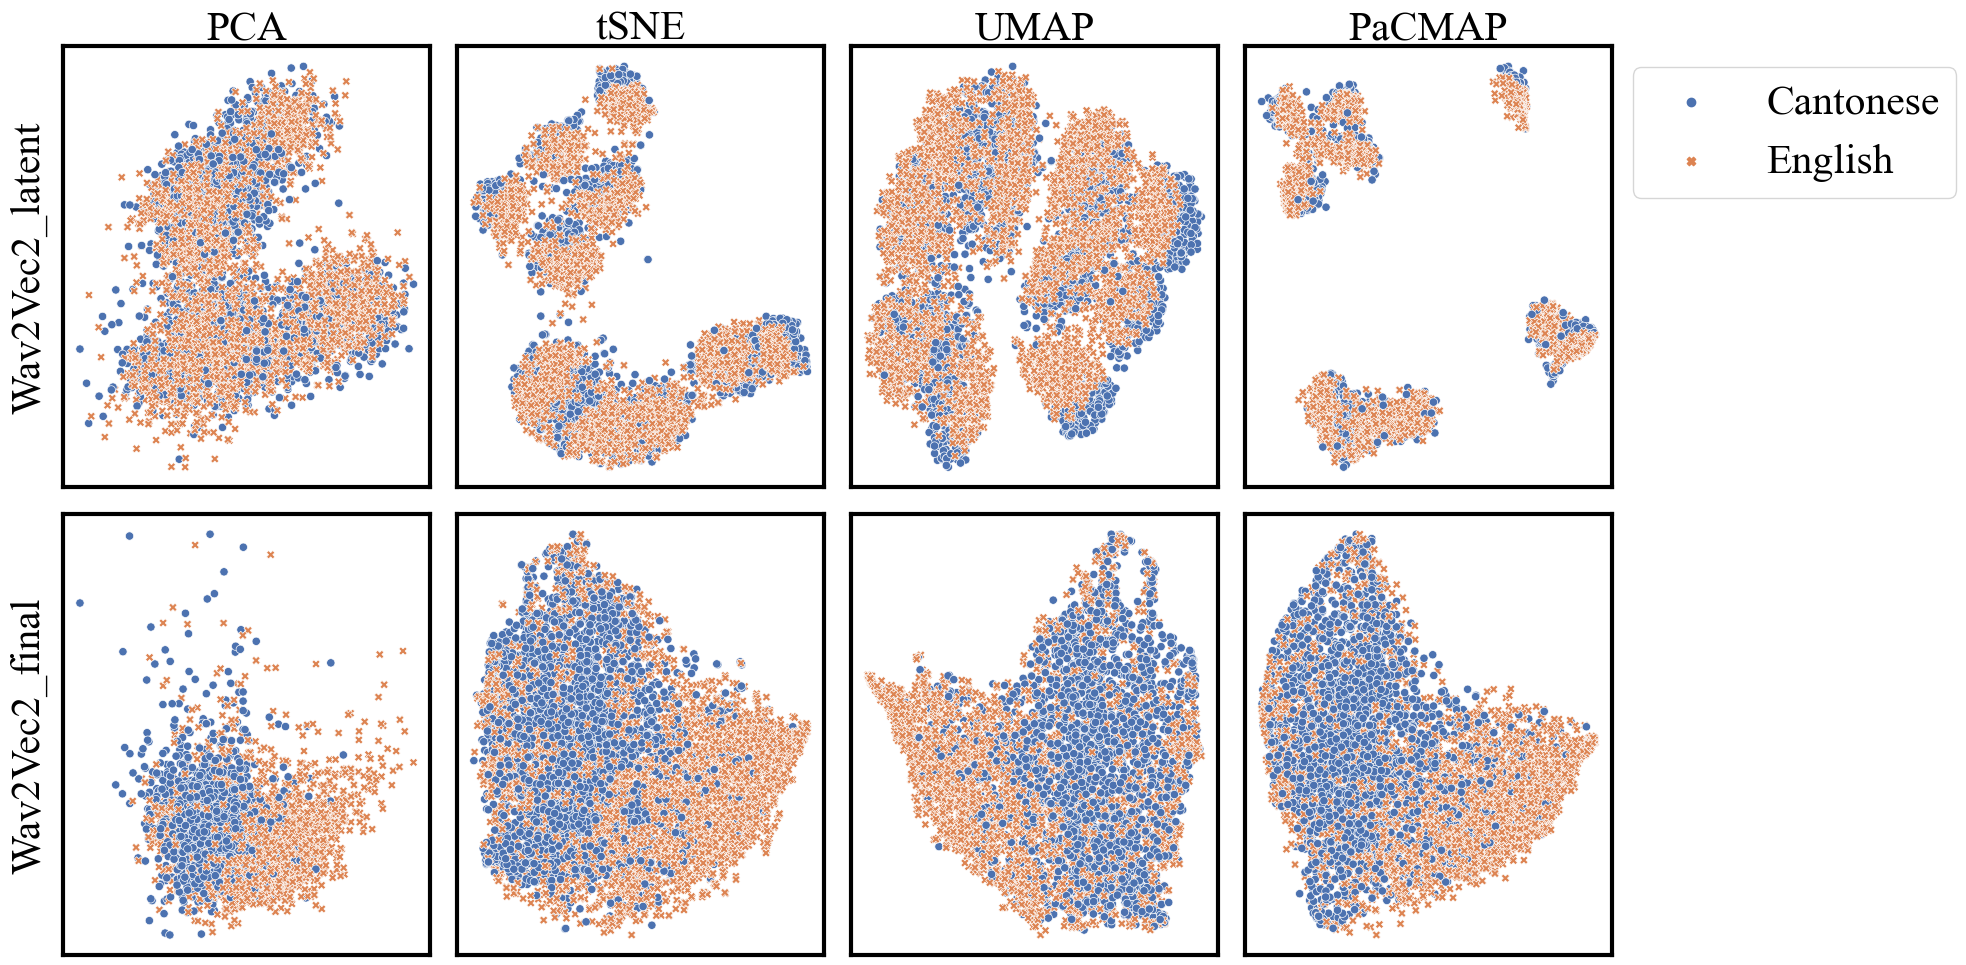 PCA
tSNE
UMAP
PaCMAP
Wav2Vec2_latent
Cantonese
English
Wav2Vec2_final